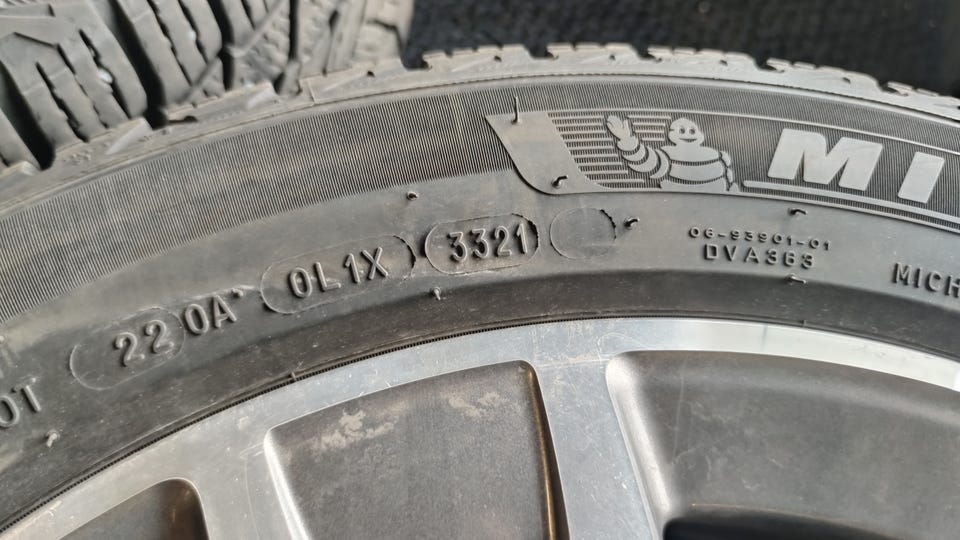 MI
06-93901-01
DVA363
MICH
OT 22 0A 0L1X 3321